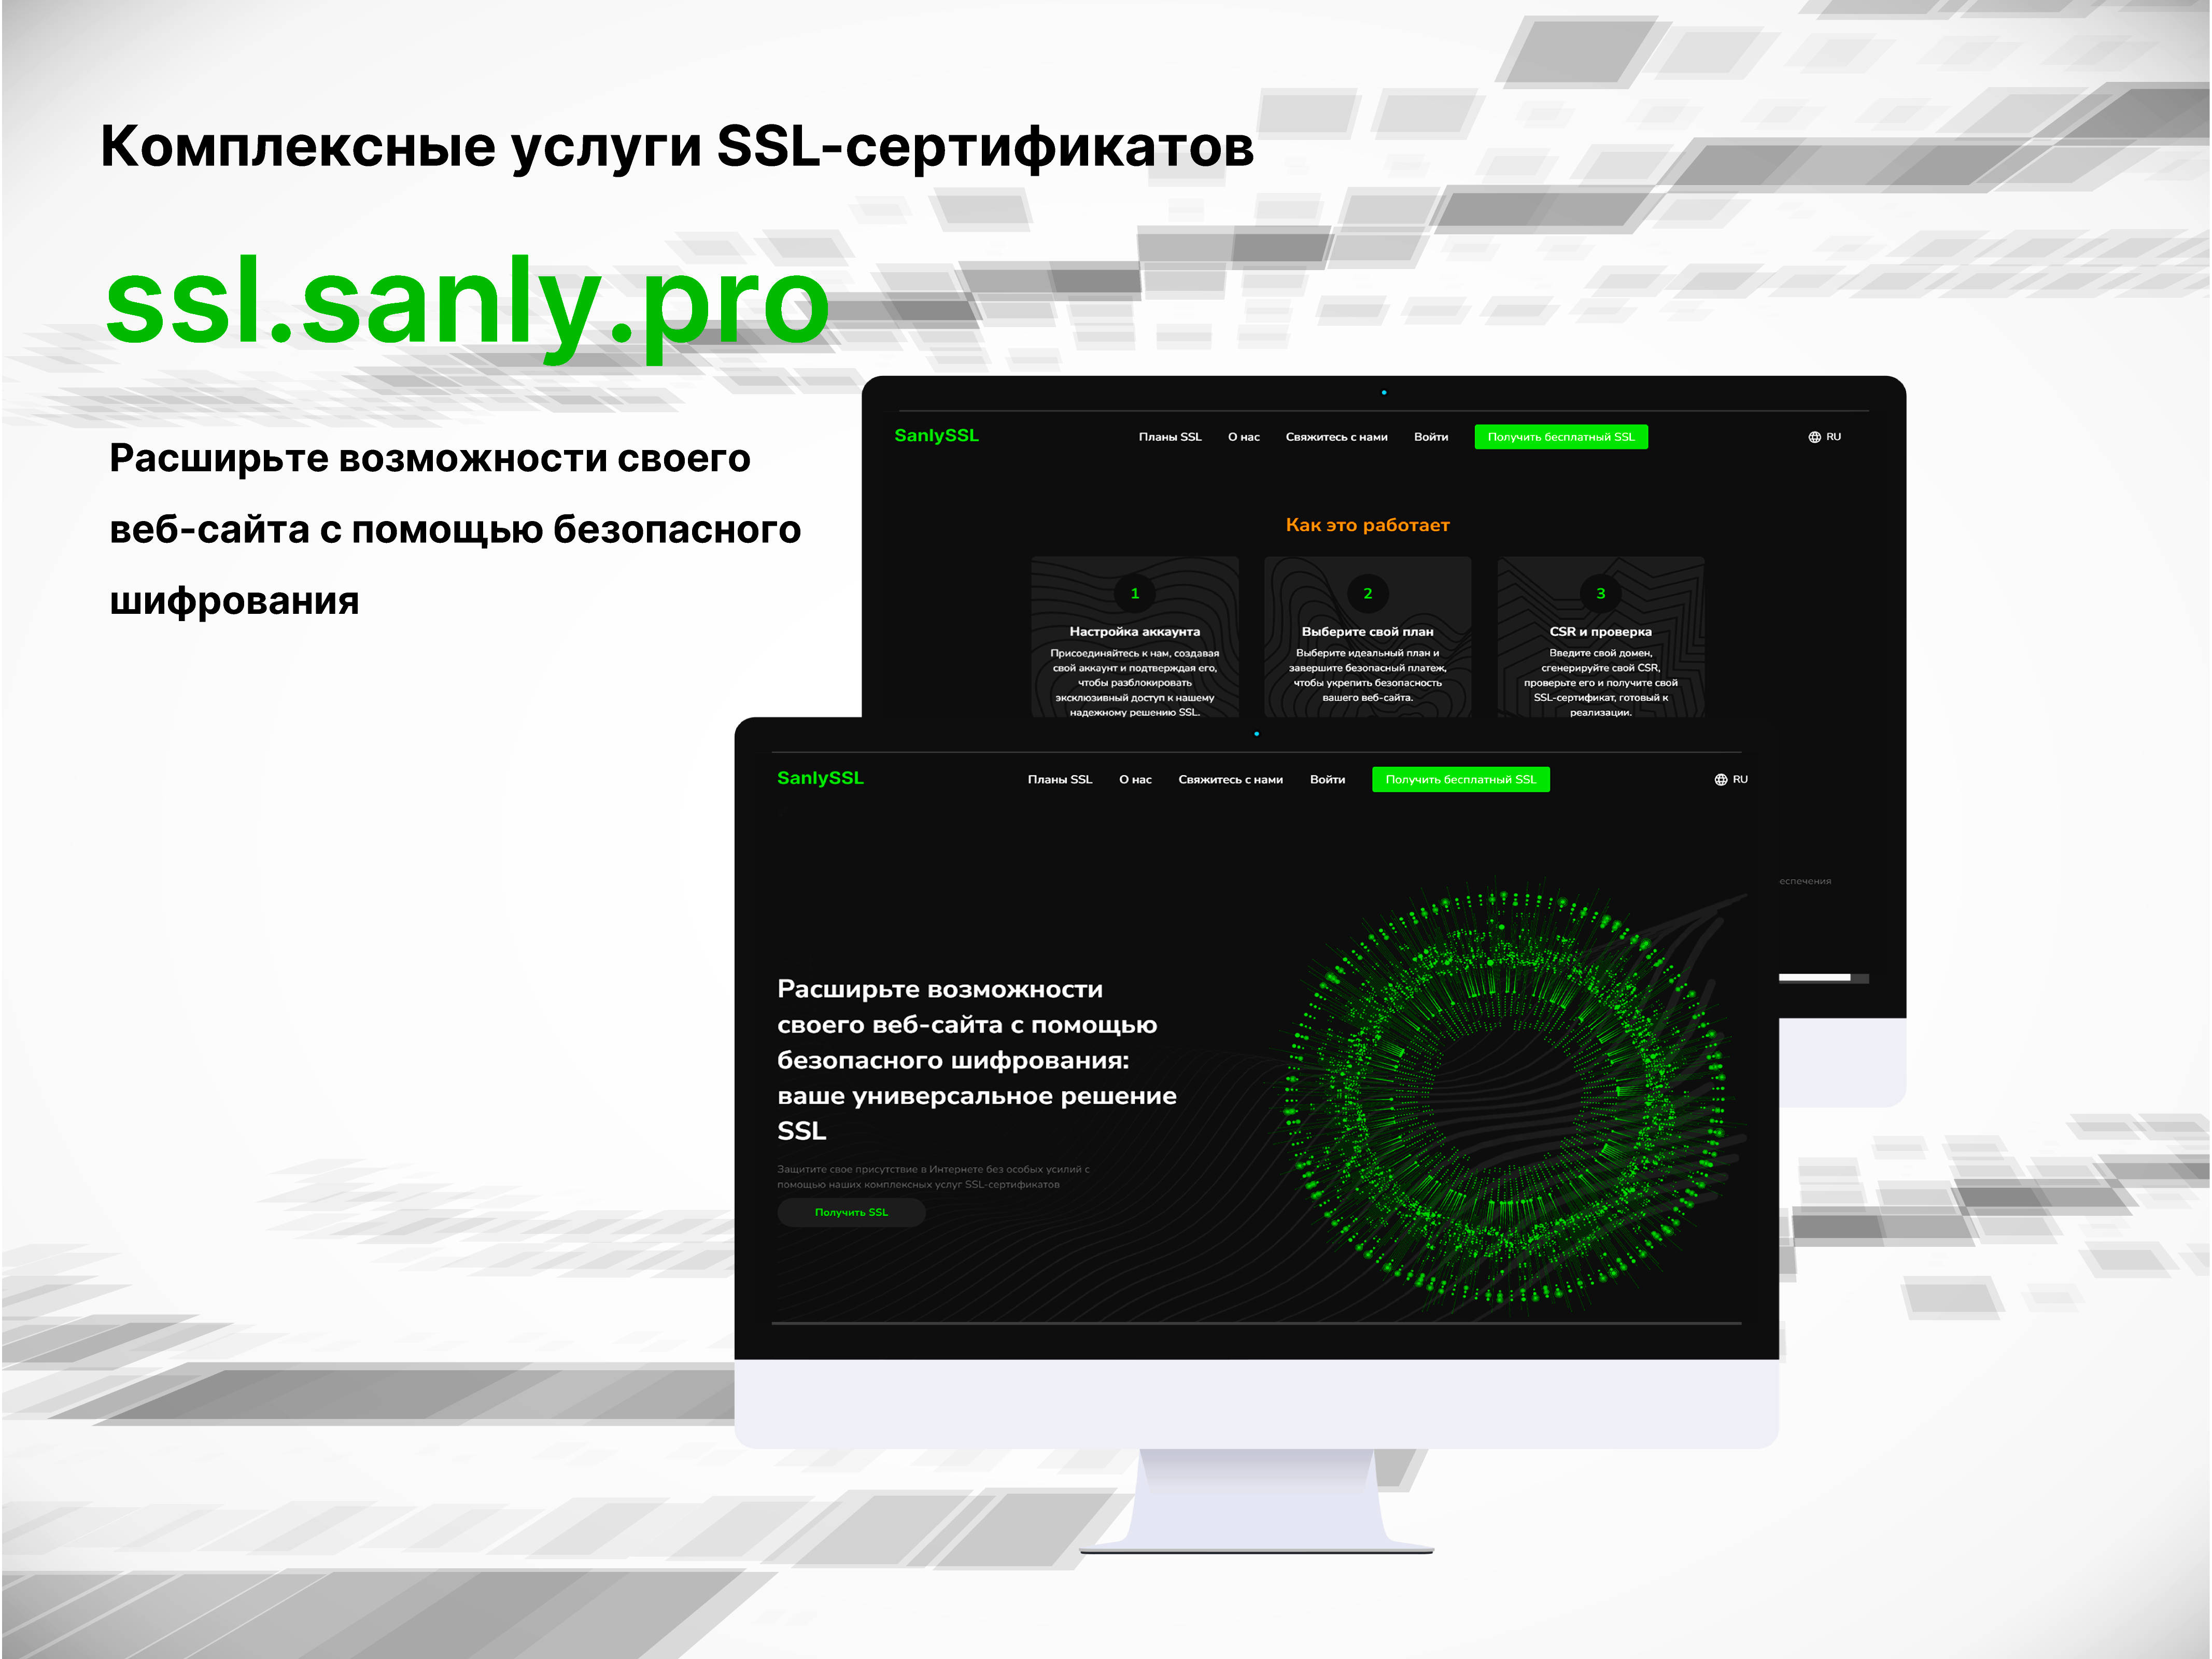 Комплексные услуги SSL-сертификатов
ssl.sanly.pro
Расширьте возможности своего
веб-сайта с помощью безопасного
шифрования
SanlySSL
Планы SSL
О нас
Свяжитесь с нами
Войти
Получить бесплатный SSL
RU
Как это работает
1
Настройка аккаунта
Присоединяйтесь к нам, создавая
свой аккаунт и подтверждая его,
чтобы разблокировать
эксклюзивный доступ к нашему
надежному решению SSL.
2
Выберите свой план
Выберите идеальный план и
завершите безопасный платеж,
чтобы укрепить безопасность
вашего веб-сайта.
3
CSR и проверка
Введите свой домен,
сгенерируйте свой CSR,
проверьте его и получите свой
SSL-сертификат, готовый к
реализации.
еспечения
SanlySSL
Планы SSL
О нас
Свяжитесь с нами
Войти
Получить бесплатный SSL
RU
Расширьте возможности
своего веб-сайта с помощью
безопасного шифрования:
ваше универсальное решение
SSL
Защитите свое присутствие в Интернете без особых усилий с
помощью наших комплексных услуг SSL-сертификатов
Получить SSL